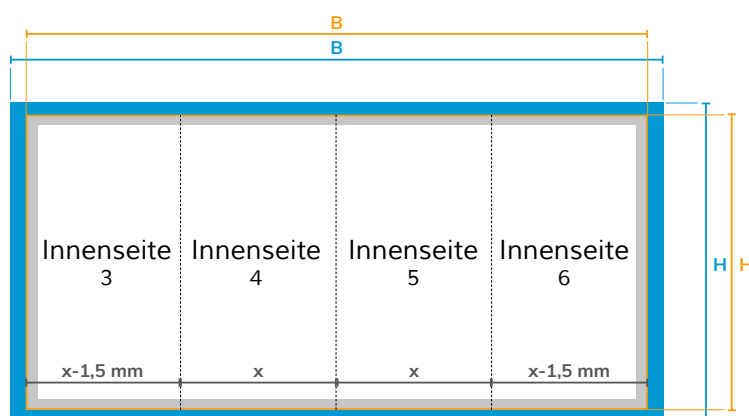 B
B
Innenseite Innenseite Innenseite Innenseite
3 4 5 6
H H
x-1,5 mm x x x-1,5 mm